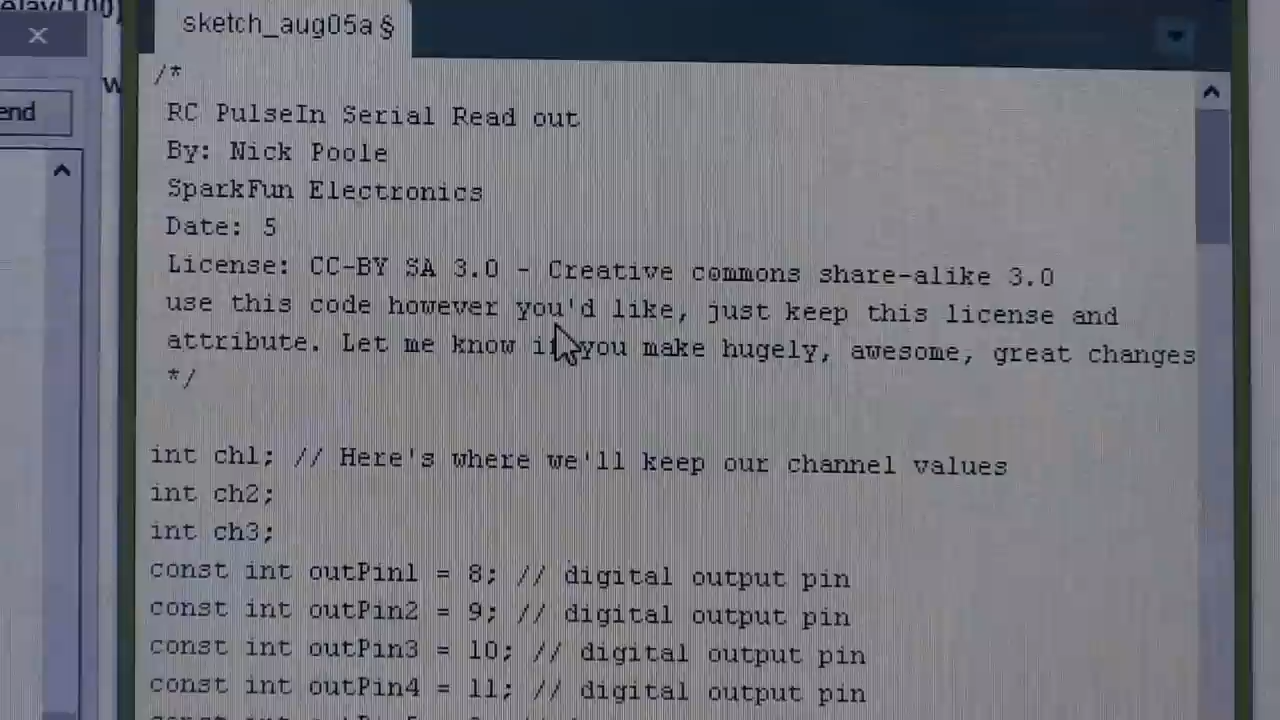 sketch_aug05a §
end
/*
RC PulseIn Serial Read out
By: Nick Poole
SparkFun Electronics
Date: 5
License: CC-BY SA 3.0 - Creative commons share-alike 3.0
use this code however you'd like, just keep this license and
attribute. Let me know if you make hugely, awesome, great changes
*/
int ch1; // Here's where we'll keep our channel values
int ch2;
int ch3;
const int outPin1 = 8; // digital output pin
const int outPin2 = 9; // digital output pin
const int outPin3 = 10; // digital output pin
const int outPin4 = 11; // digital output pin